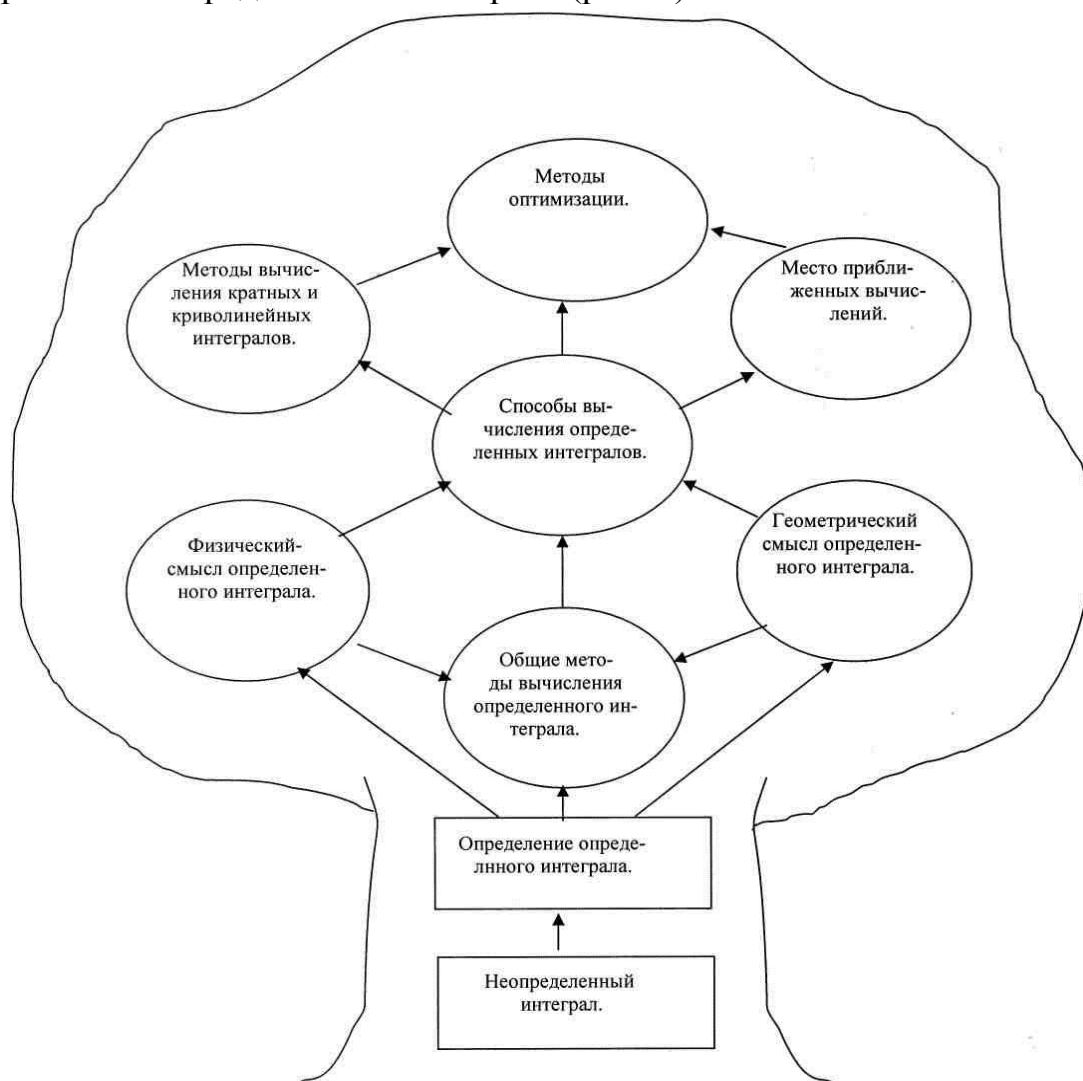 Методы
оптимизации.
Методы вычис-
ления кратных и
криволинейных
интегралов.
Место прибли-
женных вычис-
лений.
Способы вы-
числения опреде-
ленных интегралов.
Физический-
смысл определен-
ного интеграла.
Геометрический
смысл определен-
ного интеграла.
Общие мето-
ды вычисления
определенного ин-
теграла.
Определение опреде-
лнного интеграла.
Неопределенный
интеграл.